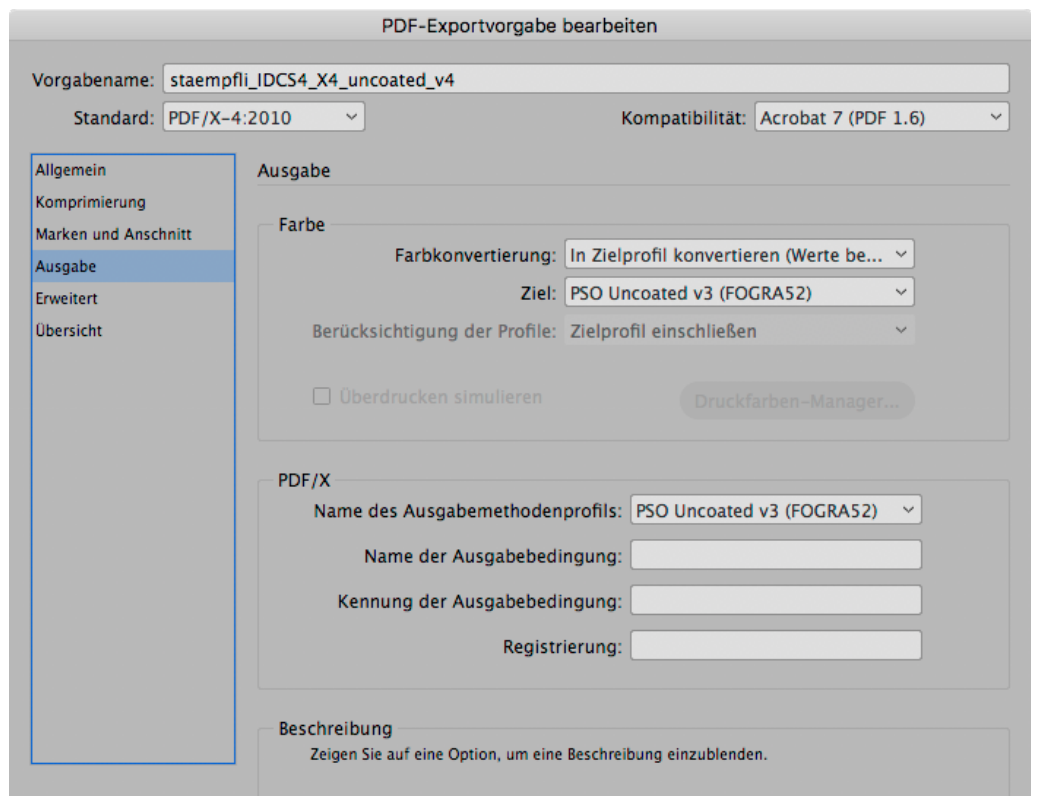 PDF-Exportvorgabe bearbeiten
Vorgabename: staempfli_IDCS4_X4_uncoated_v4
Standard: PDF/X-4:2010 Kompatibilität: Acrobat 7 (PDF 1.6)
Allgemein
Komprimierung
Marken und Anschnitt
Ausgabe
Erweitert
Übersicht
Ausgabe
Farbe
Farbkonvertierung: In Zielprofil konvertieren (Werte be...
Ziel: PSO Uncoated v3 (FOGRA52)
Berücksichtigung der Profile: Zielprofil einschließen
Überdrucken simulieren Druckfarben-Manager...
PDF/X
Name des Ausgabemethodenprofils: PSO Uncoated v3 (FOGRA52)
Name der Ausgabebedingung:
Kennung der Ausgabebedingung:
Registrierung:
Beschreibung
Zeigen Sie auf eine Option, um eine Beschreibung einzublenden.